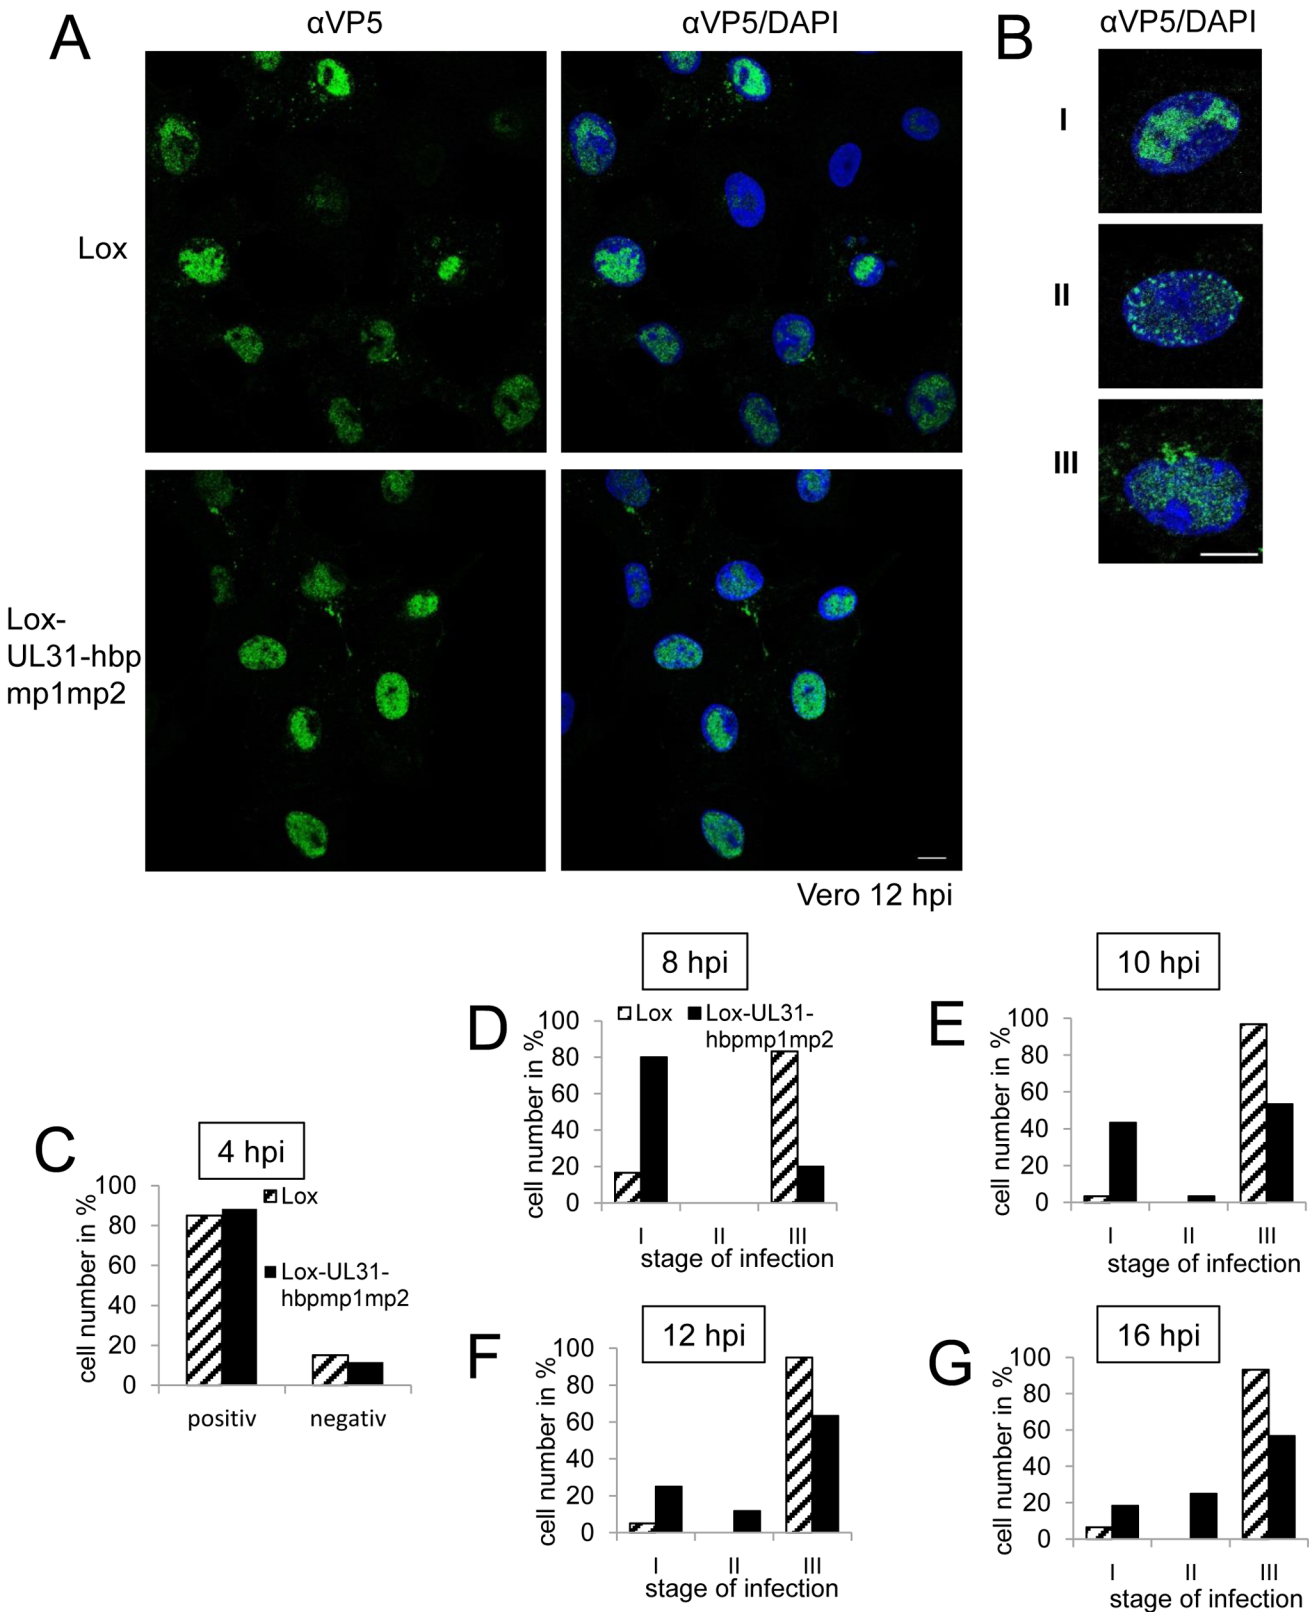 A
αVP5
αVP5/DAPI
Lox
Lox-
UL31-hbp
mp1mp2
Vero 12 hpi
B
αVP5/DAPI
I
II
III
C
4 hpi
cell number in %
100
80
60
40
20
0
Lox
Lox-UL31-
hbpmp1mp2
positiv
negativ
D
8 hpi
cell number in %
100
80
60
40
20
0
Lox
Lox-UL31-
hbpmp1mp2
I
II
III
stage of infection
E
10 hpi
cell number in %
100
80
60
40
20
0
I
II
III
stage of infection
F
12 hpi
cell number in %
100
80
60
40
20
0
I
II
III
stage of infection
G
16 hpi
cell number in %
100
80
60
40
20
0
I
II
III
stage of infection